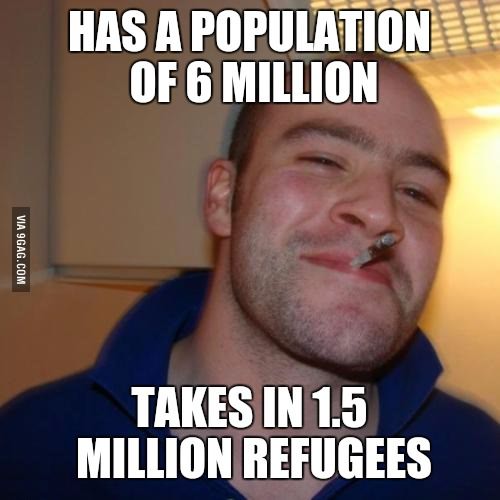 HAS A POPULATION
OF 6 MILLION
VIA 9GAG.COM
TAKES IN 1.5
MILLION REFUGEES